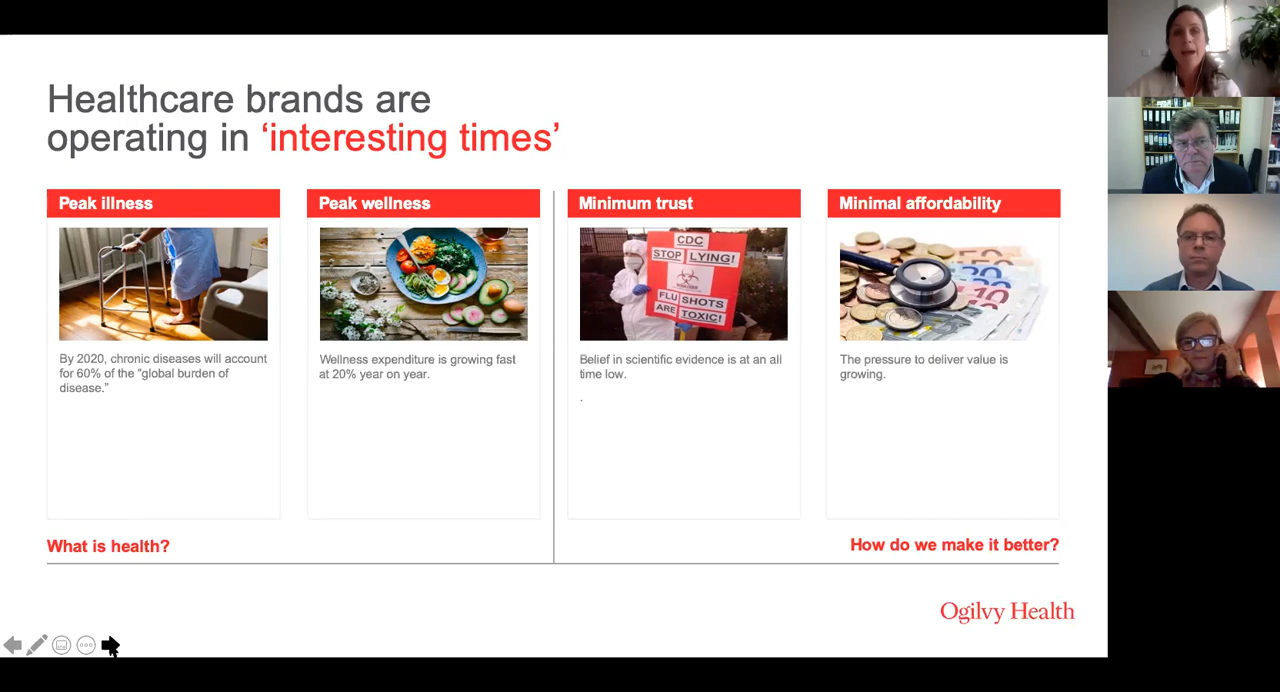 Healthcare brands are
operating in ‘interesting times’
Peak illness
By 2020, chronic diseases will account
for 60% of the “global burden of
disease.”
Peak wellness
Wellness expenditure is growing fast
at 20% year on year.
Minimum trust
CDC
STOP LYING!
FLU SHOTS
ARE TOXIC!
Belief in scientific evidence is at an all
time low.
.
Minimal affordability
20
10
The pressure to deliver value is
growing.
What is health?
How do we make it better?
Ogilvy Health